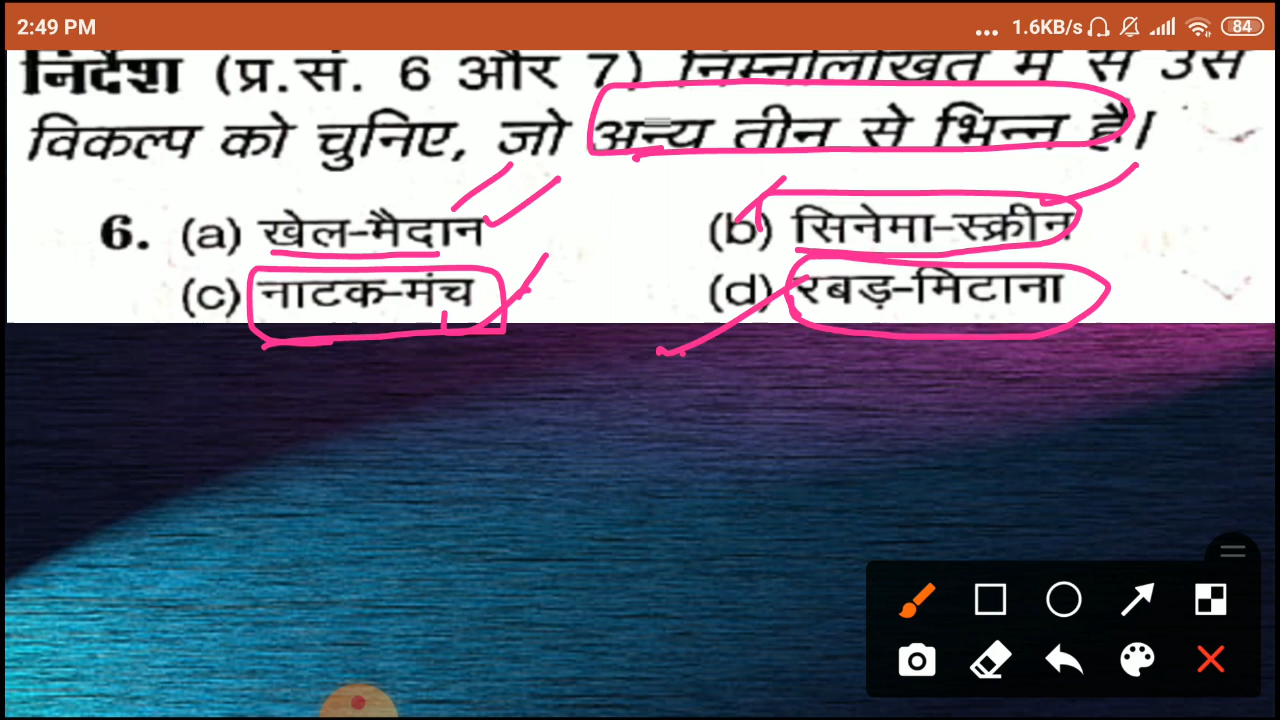 2:49 PM ... 1.6KB/s 84
निर्देश (प्र.सं. 6 और 7) निम्नलिखित में से उस
विकल्प को चुनिए, जो अन्य तीन से भिन्न है।
6. (a) खेल-मैदान (b) सिनेमा-स्क्रीन
(c) नाटक-मंच (d) रबड़-मिटाना